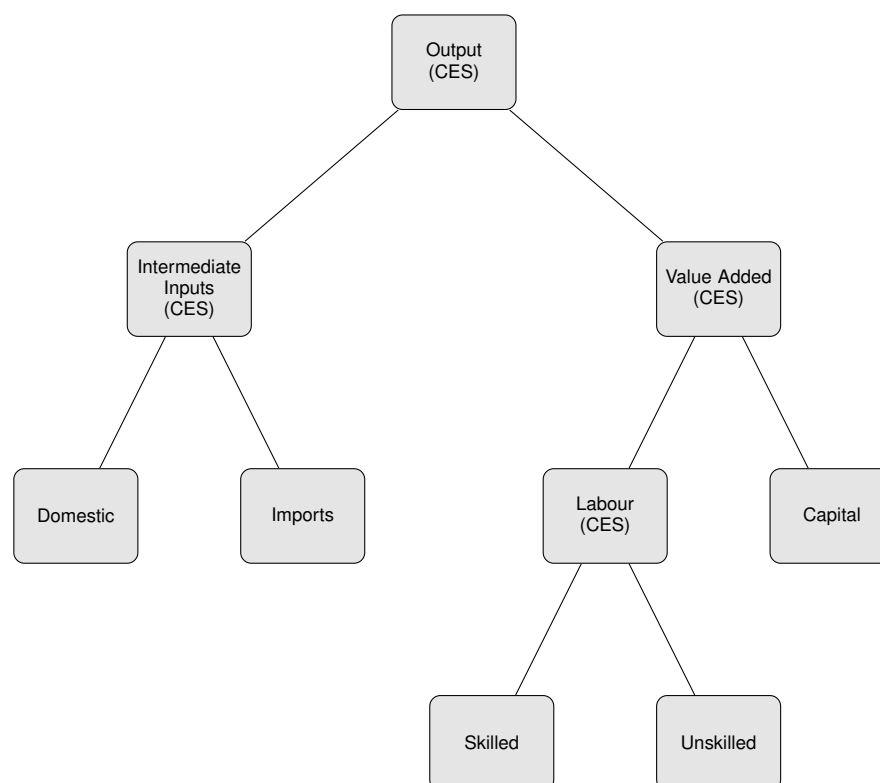 Output
(CES)
Intermediate
Inputs
(CES)
Value Added
(CES)
Domestic
Imports
Labour
(CES)
Capital
Skilled
Unskilled